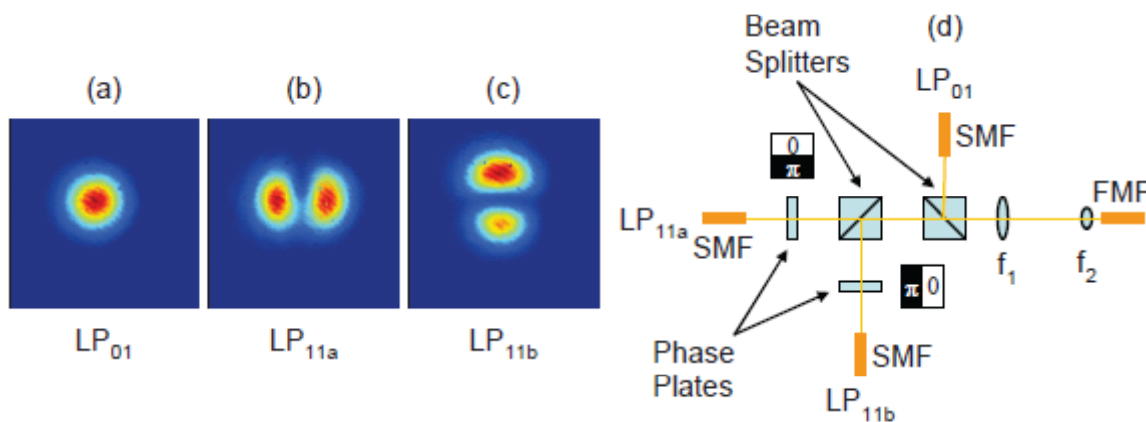 (a)
(b)
(c)
(d)
LP01
LP11a
LP11b
Beam
Splitters
LP01
SMF
0
π
FMF
LP11a
SMF
f1
f2
π 0
Phase
Plates
SMF
LP11b